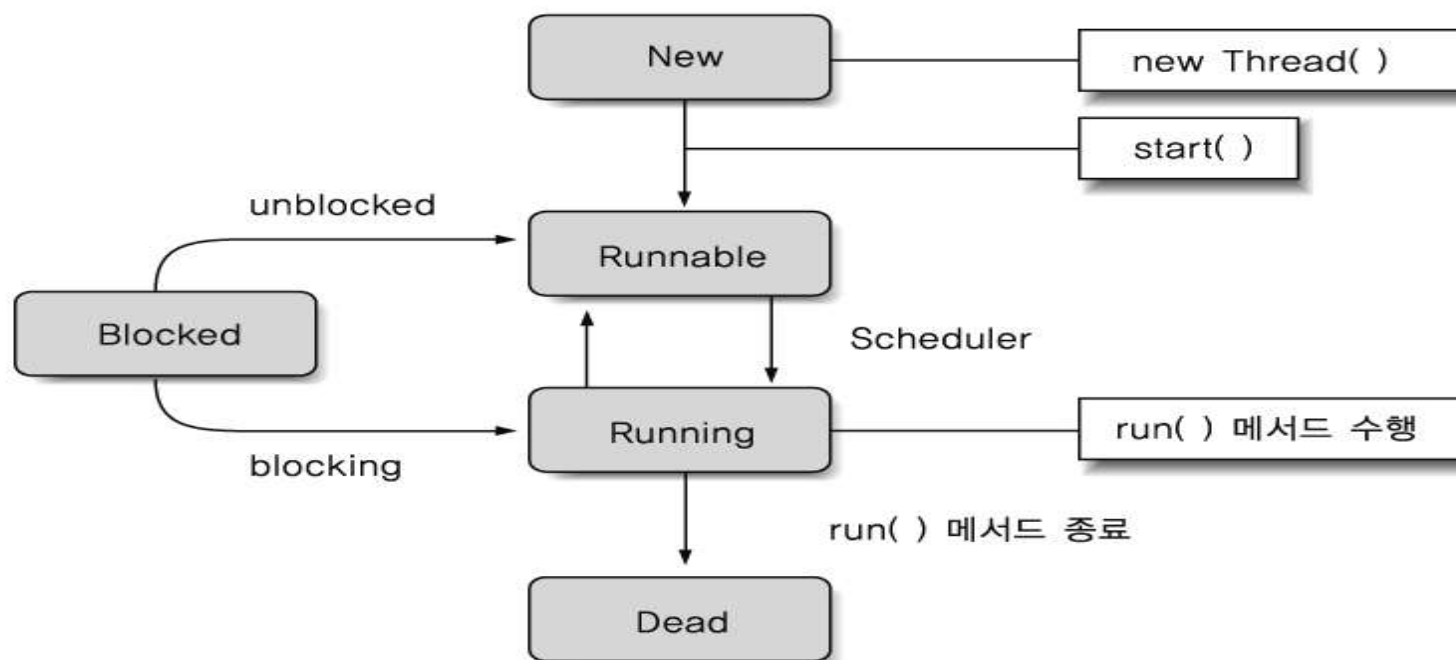 New
new Thread( )
start( )
unblocked
Runnable
Blocked
Scheduler
Running
run( ) 메서드 수행
blocking
run( ) 메서드 종료
Dead